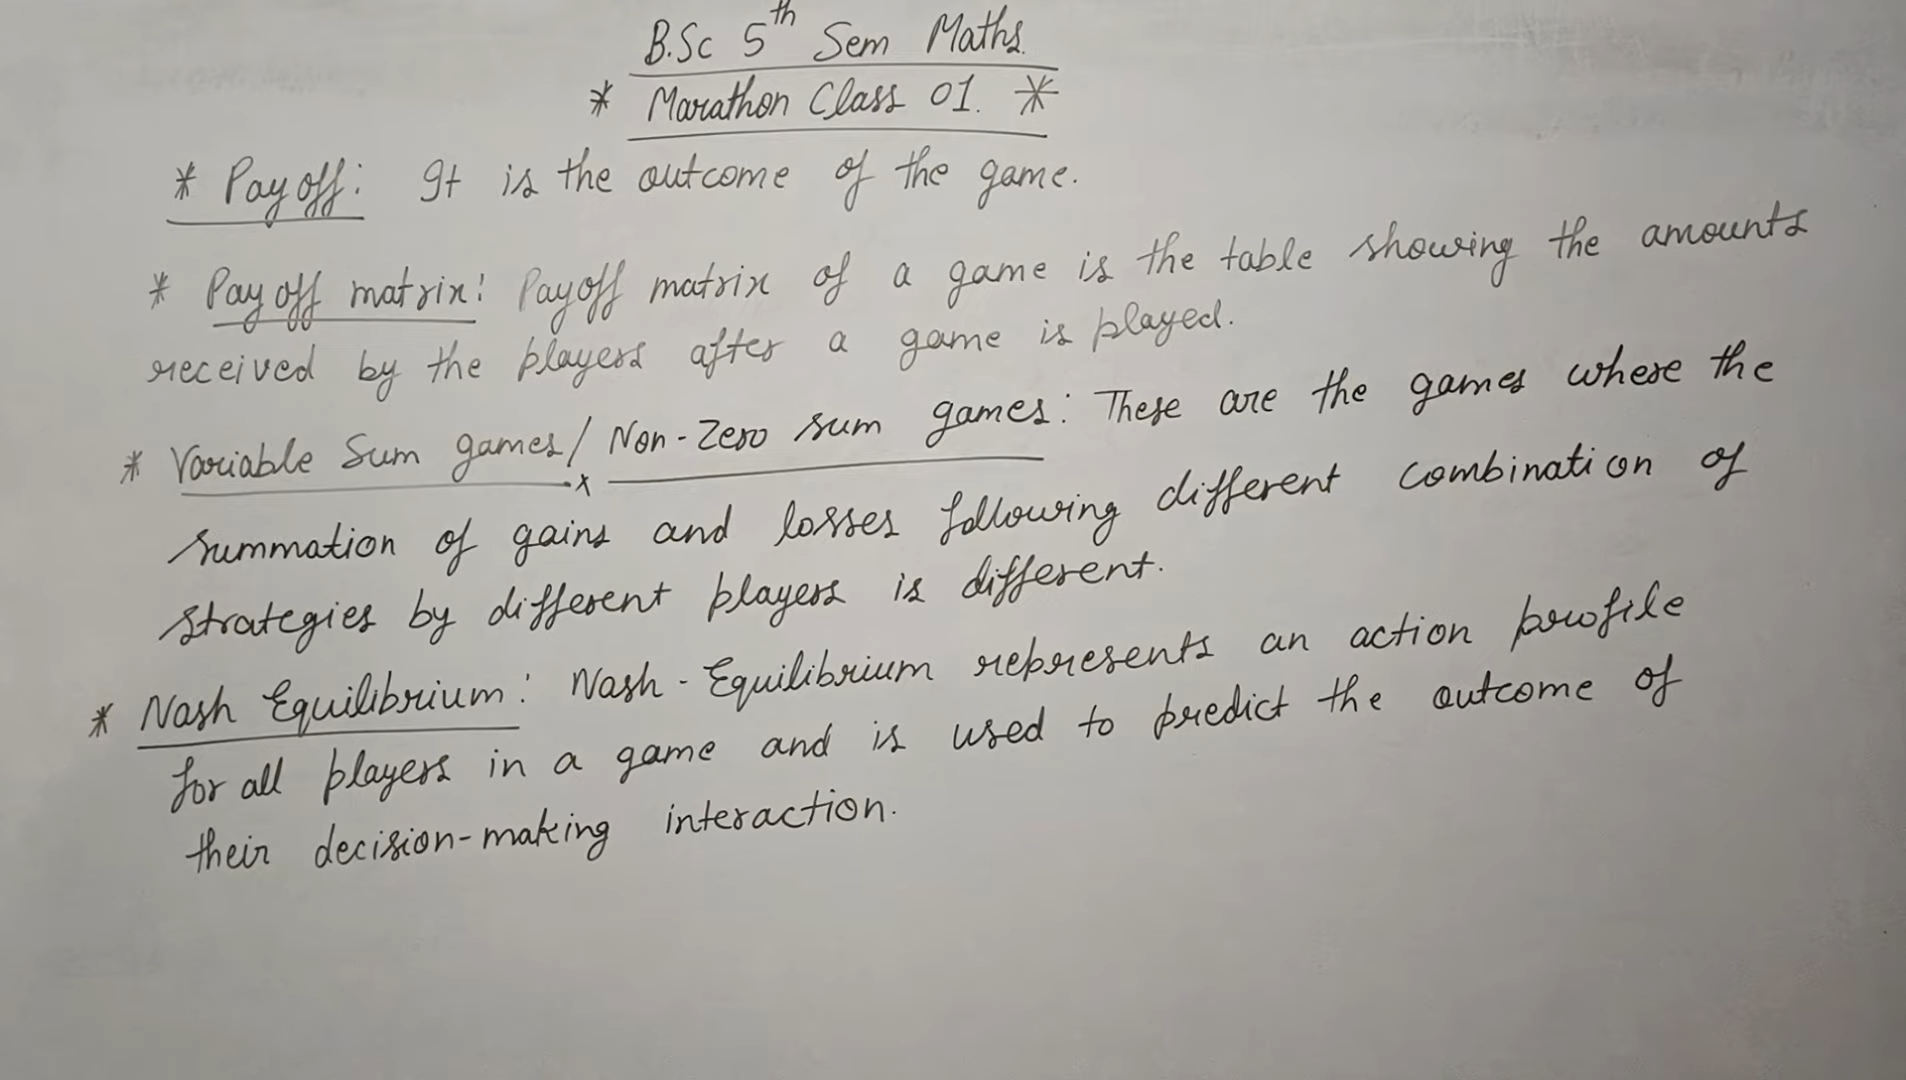 B.Sc 5th Sem Maths.
* Marathon Class 01. *
* Pay off: It is the outcome of the game.
* Pay off matrix: Payoff matrix of a game is the table showing the amounts
received by the players after a game is played.
* Variable Sum games/ Non-Zero sum games: These are the games where the
summation of gains and losses following different combination of
strategies by different players is different.
* Nash Equilibrium: Nash-Equilibrium represents an action profile
for all players in a game and is used to predict the outcome of
their decision-making interaction.